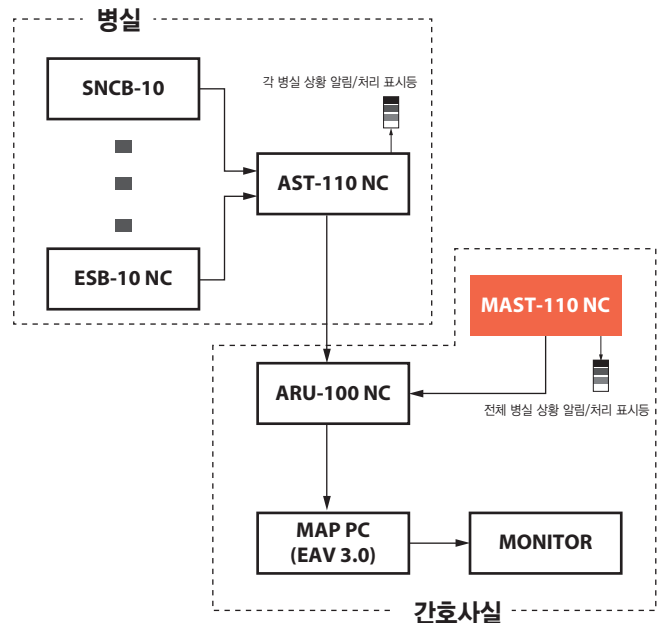 병실
SNCB-10
각 병실 상황 알림/처리 표시등
AST-110 NC
ESB-10 NC
MAST-110 NC
ARU-100 NC
전체 병실 상황 알림/처리 표시등
MAP PC
(EAV 3.0)
MONITOR
간호사실